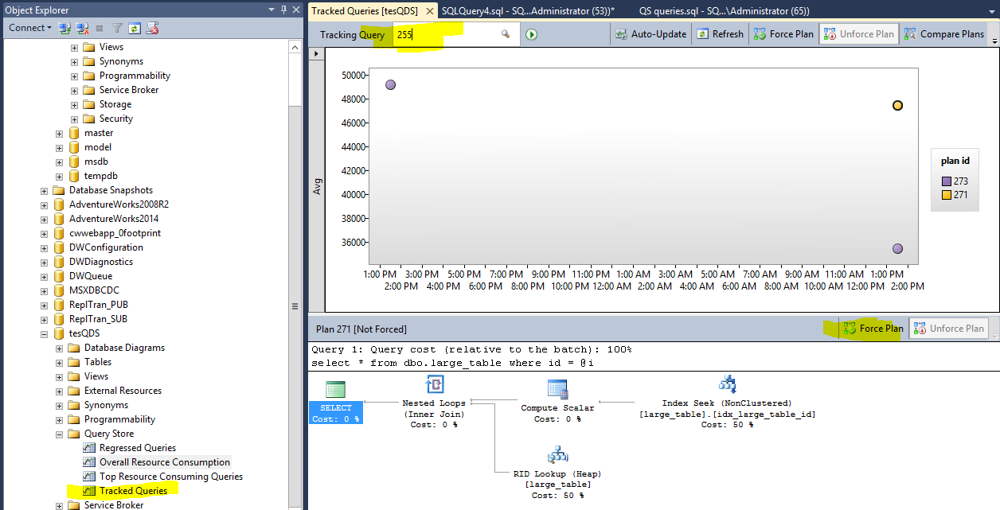 Object Explorer
Connect
Views
Synonyms
Programmability
Service Broker
Storage
Security
master
model
msdb
tempdb
Database Snapshots
AdventureWorks2008R2
AdventureWorks2014
cwwebapp_0footprint
DWConfiguration
DWDiagnostics
DWQueue
MSXDBCDC
ReplTran_PUB
ReplTran_SUB
tesQDS
Database Diagrams
Tables
Views
External Resources
Synonyms
Programmability
Query Store
Regressed Queries
Overall Resource Consumption
Top Resource Consuming Queries
Tracked Queries
Service Broker
Tracked Queries [tesQDS] SQLQuery4.sql - SQ...Administrator (53))* QS queries.sql - SQ...\Administrator (65))
Tracking Query 255 Auto-Update Refresh Force Plan Unforce Plan Compare Plans
50000
48000
46000
44000
42000
40000
38000
36000
Avg
1:00 PM 3:00 PM 5:00 PM 7:00 PM 9:00 PM 11:00 PM 1:00 AM 3:00 AM 5:00 AM 7:00 AM 9:00 AM 11:00 AM 1:00 PM
2:00 PM 4:00 PM 6:00 PM 8:00 PM 10:00 PM 12:00 AM 2:00 AM 4:00 AM 6:00 AM 8:00 AM 10:00 AM 12:00 PM 2:00 PM
plan id
273
271
Plan 271 [Not Forced] Force Plan Unforce Plan
Query 1: Query cost (relative to the batch): 100%
select * from dbo.large_table where id = @i
SELECT
Cost: 0 %
Nested Loops
(Inner Join)
Cost: 0 %
Compute Scalar
Cost: 0 %
Index Seek (NonClustered)
[large_table].[idx_large_table_id]
Cost: 50 %
RID Lookup (Heap)
[large_table]
Cost: 50 %